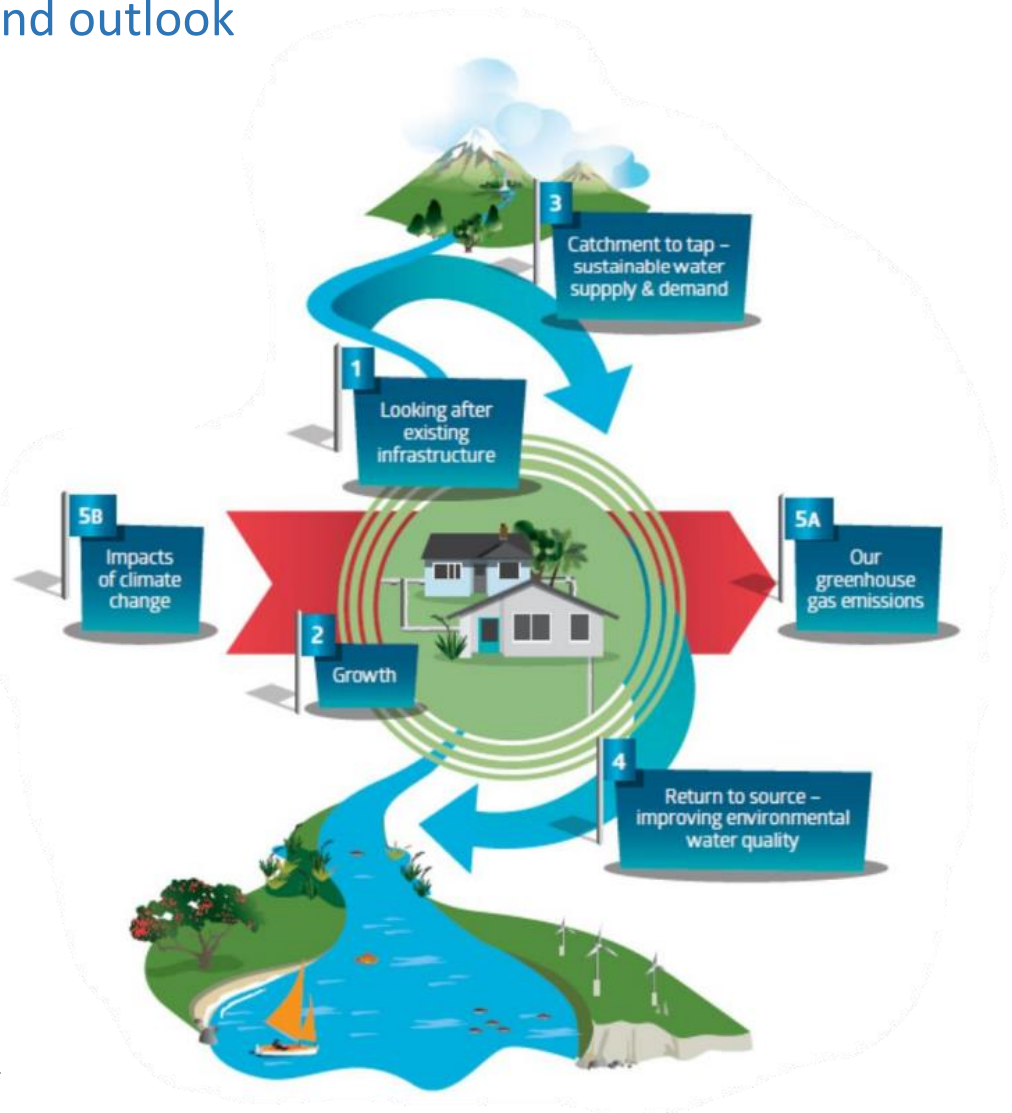 nd outlook
3
Catchment to tap –
sustainable water
suppply & demand
1
Looking after
existing
infrastructure
5B
Impacts
of climate
change
5A
Our
greenhouse
gas emissions
2
Growth
4
Return to source –
improving environmental
water quality